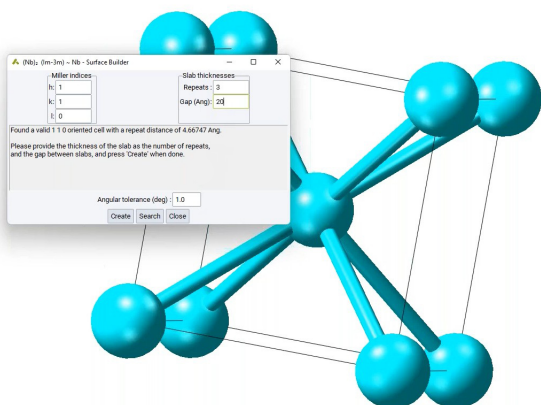 (Nb)₂ (Im-3m) ~ Nb - Surface Builder
Miller indices
h: 1
k: 1
l: 0
Slab thicknesses
Repeats : 3
Gap (Ang): 20
Found a valid 1 1 0 oriented cell with a repeat distance of 4.66747 Ang.
Please provide the thickness of the slab as the number of repeats,
and the gap between slabs, and press 'Create' when done.
Angular tolerance (deg) : 1.0
Create Search Close